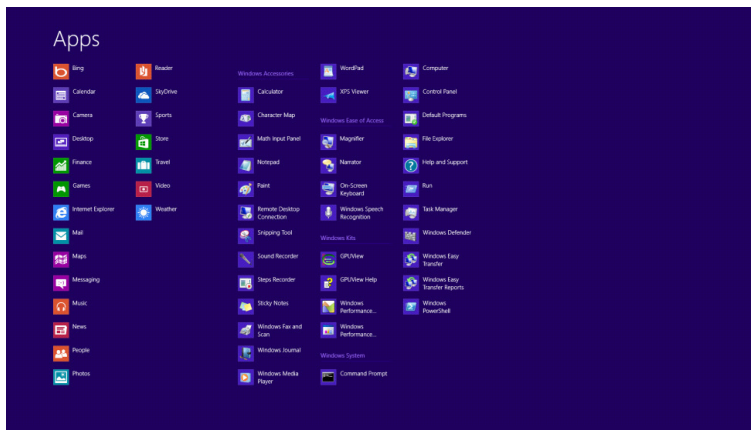 Apps
Bing
Calendar
Camera
Desktop
Finance
Games
Internet Explorer
Mail
Maps
Messaging
Music
News
People
Photos
Reader
SkyDrive
Sports
Store
Travel
Video
Weather
Windows Accessories
Calculator
Character Map
Math Input Panel
Notepad
Paint
Remote Desktop
Connection
Snipping Tool
Sound Recorder
Steps Recorder
Sticky Notes
Windows Fax and
Scan
Windows Journal
Windows Media
Player
WordPad
XPS Viewer
Windows Ease of Access
Magnifier
Narrator
On-Screen
Keyboard
Windows Speech
Recognition
Windows Kits
GPUView
GPUView Help
Windows
Performance...
Windows
Performance...
Windows System
Command Prompt
Computer
Control Panel
Default Programs
File Explorer
Help and Support
Run
Task Manager
Windows Defender
Windows Easy
Transfer
Windows Easy
Transfer Reports
Windows
PowerShell